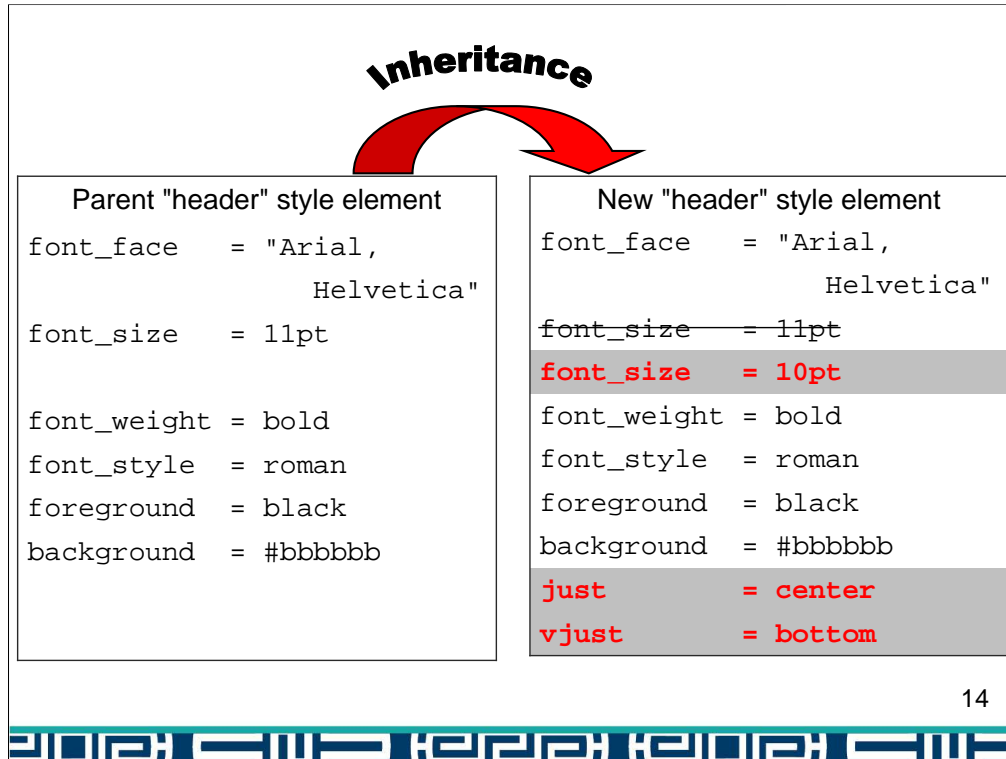 Inheritance
Parent "header" style element
font_face = "Arial,
Helvetica"
font_size = 11pt
font_weight = bold
font_style = roman
foreground = black
background = #bbbbbb
New "header" style element
font_face = "Arial,
Helvetica"
font_size = 11pt
font_size = 10pt
font_weight = bold
font_style = roman
foreground = black
background = #bbbbbb
just = center
vjust = bottom
14